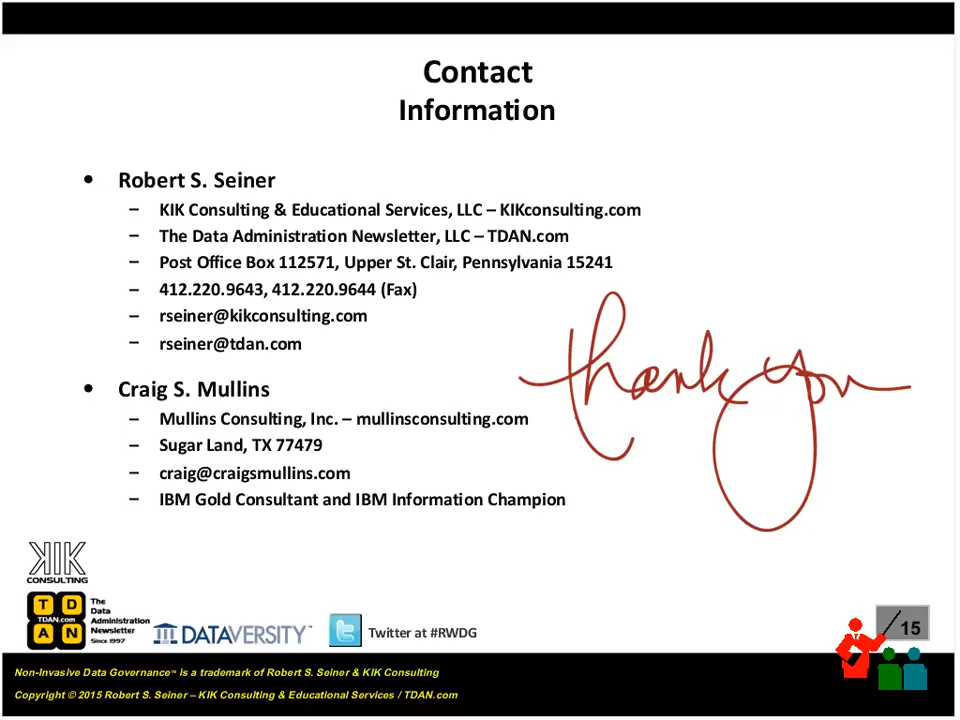 Contact
Information
• Robert S. Seiner
– KIK Consulting & Educational Services, LLC – KIKconsulting.com
– The Data Administration Newsletter, LLC – TDAN.com
– Post Office Box 112571, Upper St. Clair, Pennsylvania 15241
– 412.220.9643, 412.220.9644 (Fax)
– rseiner@kikconsulting.com
– rseiner@tdan.com
thank you
• Craig S. Mullins
– Mullins Consulting, Inc. – mullinsconsulting.com
– Sugar Land, TX 77479
– craig@craigsmullins.com
– IBM Gold Consultant and IBM Information Champion
KIK
CONSULTING
T D
TDAN.com
A N
The
Data
Administration
Newsletter
Since 1997
DATAVERSITY™
Twitter at #RWDG
15
Non-Invasive Data Governance™ is a trademark of Robert S. Seiner & KIK Consulting
Copyright © 2015 Robert S. Seiner – KIK Consulting & Educational Services / TDAN.com